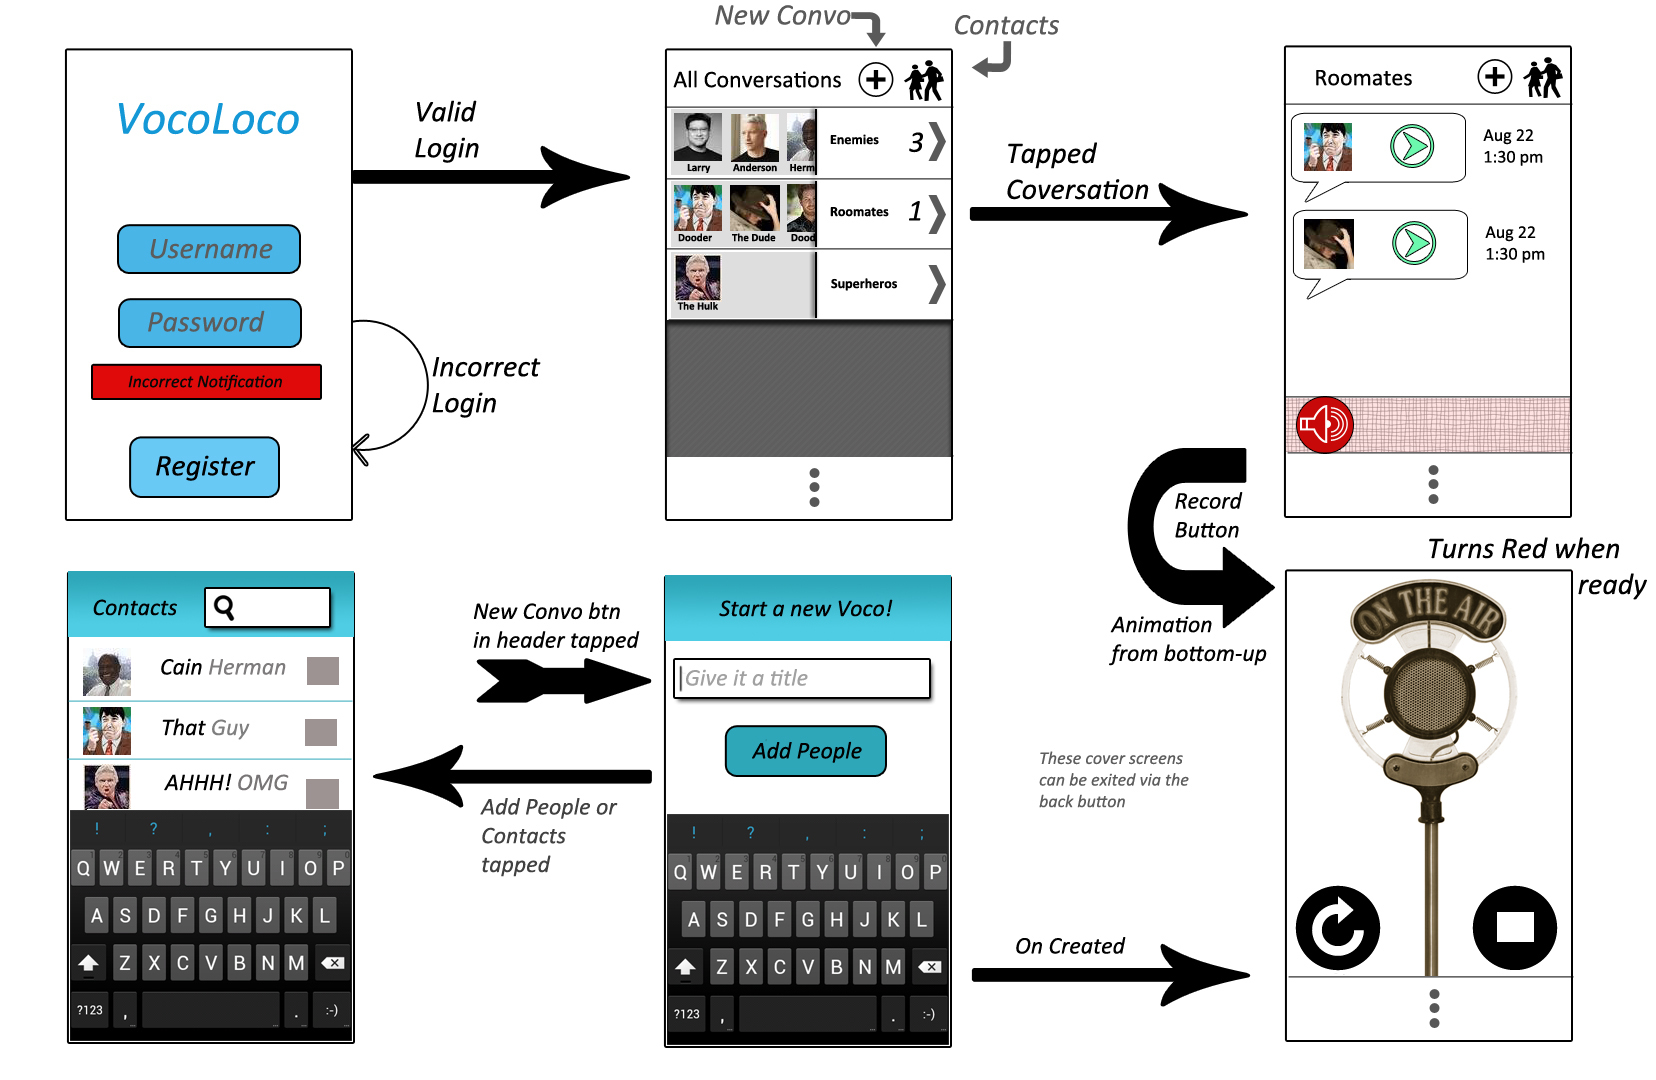 New Convo
Contacts
VocoLoco
Username
Password
Incorrect Notification
Register
Valid
Login
Incorrect
Login
All Conversations
Larry
Anderson
Herm
Enemies
3
Dooder
The Dude
Dood
Roomates
1
The Hulk
Superheros
Tapped
Coversation
Roomates
Aug 22
1:30 pm
Aug 22
1:30 pm
Record
Button
Animation
from bottom-up
Turns Red when
ready
ON THE AIR
Contacts
Cain Herman
That Guy
AHHH! OMG
! ? , : ;
Q W E R T Y U I O P
A S D F G H J K L
Z X C V B N M
?123 , . :-)
New Convo btn
in header tapped
Add People or
Contacts
tapped
Start a new Voco!
Give it a title
Add People
! ? , : ;
Q W E R T Y U I O P
A S D F G H J K L
Z X C V B N M
?123 , . :-)
These cover screens
can be exited via the
back button
On Created